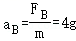 a_B = F_B / m = 4g